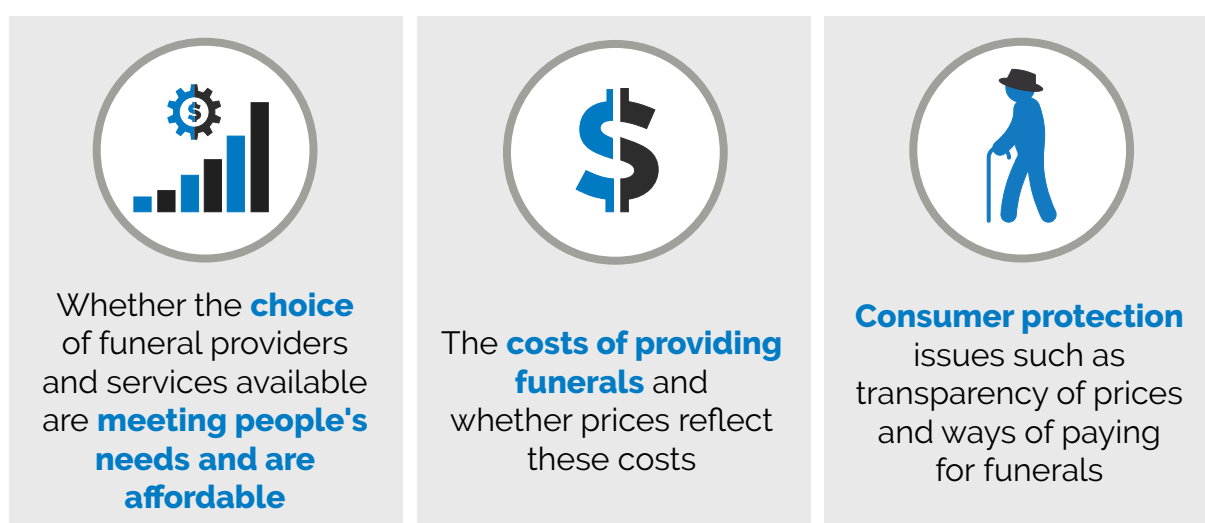 $
Whether the choice
of funeral providers
and services available
are meeting people's
needs and are
affordable
$
The costs of providing
funerals and
whether prices reflect
these costs
Consumer protection
issues such as
transparency of prices
and ways of paying
for funerals